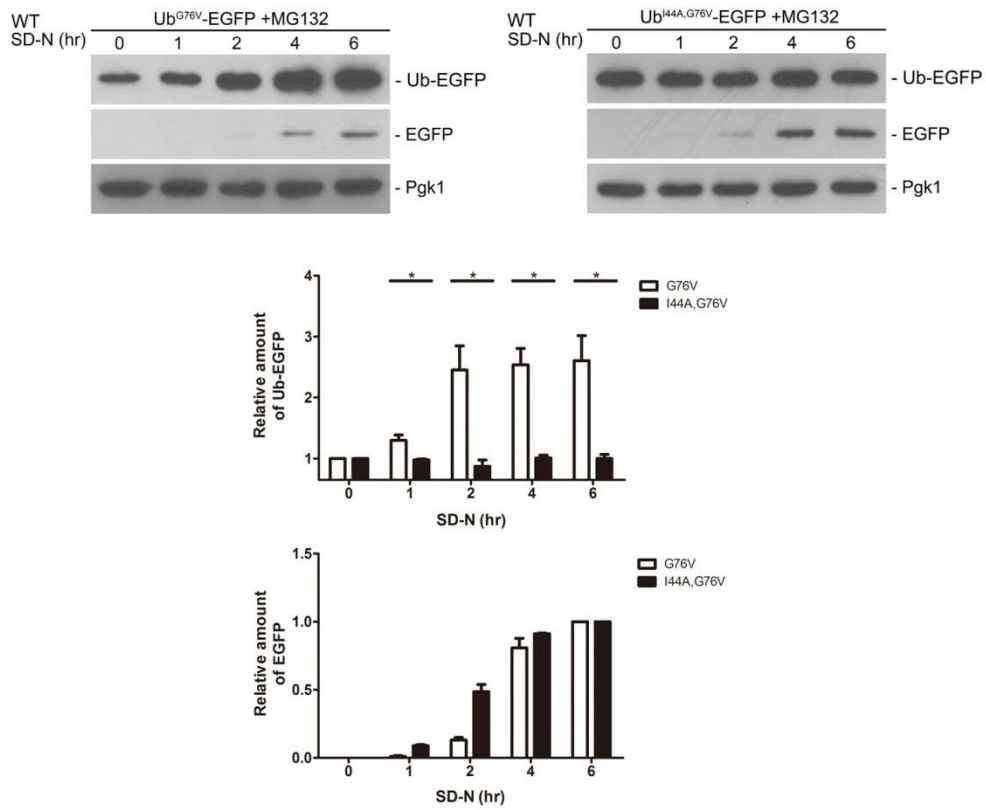 WT
Ub^G76V-EGFP +MG132
SD-N (hr) 0 1 2 4 6
- Ub-EGFP
- EGFP
- Pgk1
WT
Ub^I44A,G76V-EGFP +MG132
SD-N (hr) 0 1 2 4 6
- Ub-EGFP
- EGFP
- Pgk1
Relative amount
of Ub-EGFP
4
3
2
1
* * * *
0 1 2 4 6
SD-N (hr)
G76V
I44A,G76V
Relative amount
of EGFP
1.5
1.0
0.5
0.0
0 1 2 4 6
SD-N (hr)
G76V
I44A,G76V